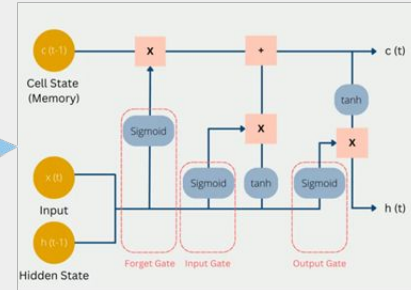 c (t-1)
X
+
c (t)
Cell State
(Memory)
tanh
Sigmoid
X
X
x (t)
Sigmoid
tanh
Sigmoid
Input
h (t)
h (t-1)
Forget Gate
Input Gate
Output Gate
Hidden State